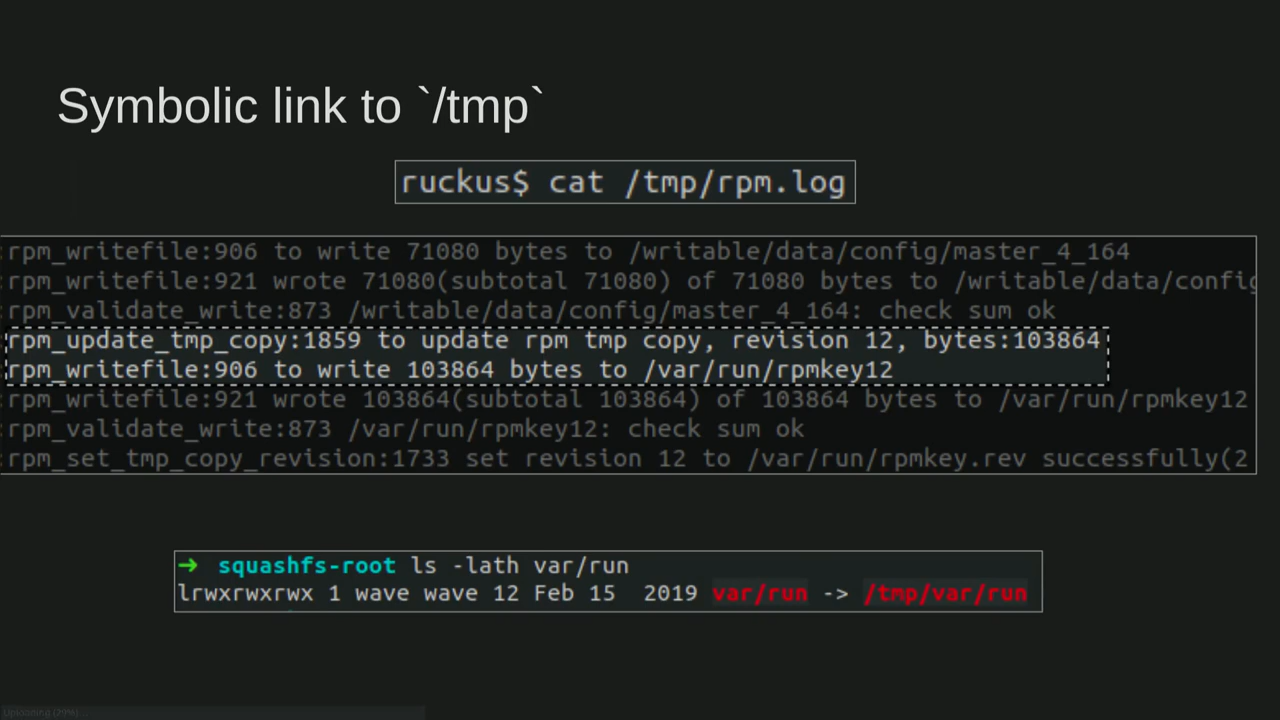 Symbolic link to `/tmp`
ruckus$ cat /tmp/rpm.log
rpm_writefile:906 to write 71080 bytes to /writable/data/config/master_4_164
rpm_writefile:921 wrote 71080(subtotal 71080) of 71080 bytes to /writable/data/config
rpm_validate_write:873 /writable/data/config/master_4_164: check sum ok
rpm_update_tmp_copy:1859 to update rpm tmp copy, revision 12, bytes:103864
rpm_writefile:906 to write 103864 bytes to /var/run/rpmkey12
rpm_writefile:921 wrote 103864(subtotal 103864) of 103864 bytes to /var/run/rpmkey12
rpm_validate_write:873 /var/run/rpmkey12: check sum ok
rpm_set_tmp_copy_revision:1733 set revision 12 to /var/run/rpmkey.rev successfully(2
➜ squashfs-root ls -lath var/run
lrwxrwxrwx 1 wave wave 12 Feb 15 2019 var/run -> /tmp/var/run